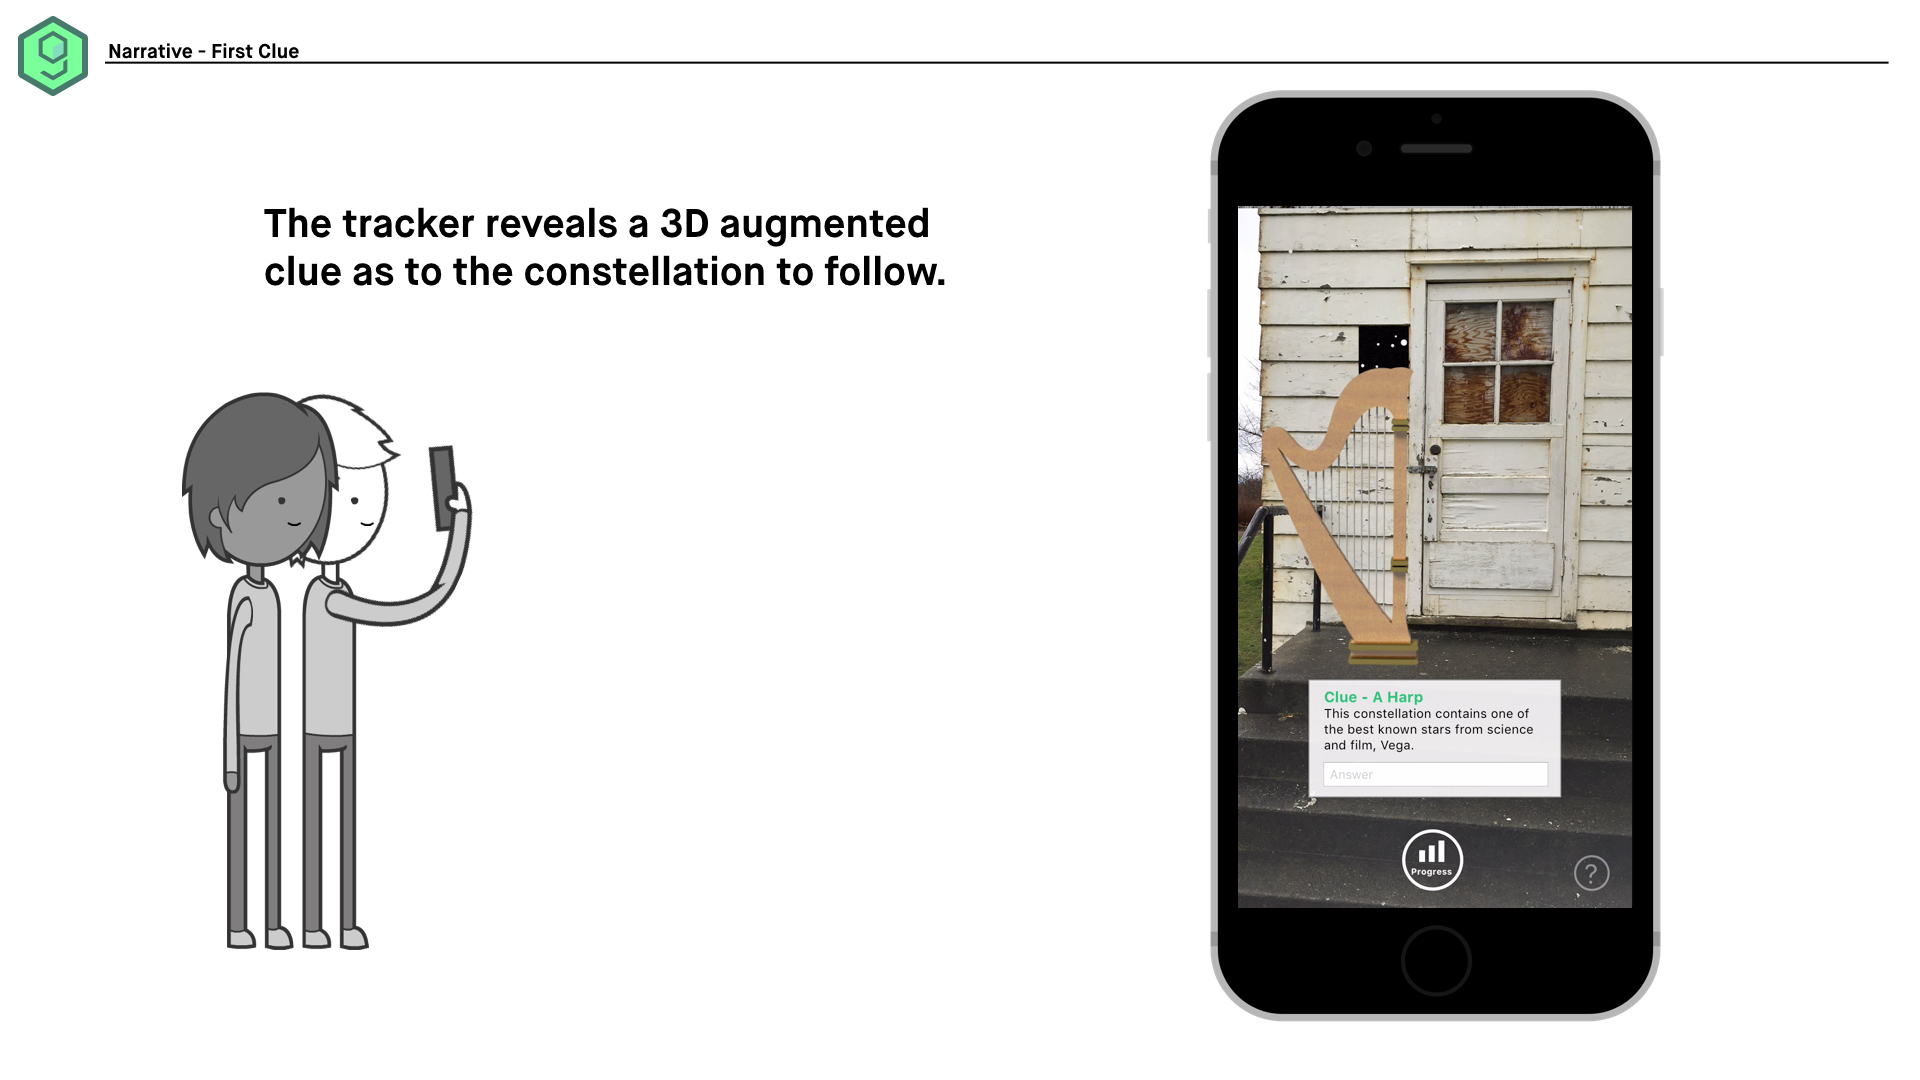 Narrative - First Clue
The tracker reveals a 3D augmented
clue as to the constellation to follow.
Clue - A Harp
This constellation contains one of
the best known stars from science
and film, Vega.
Answer
Progress
?